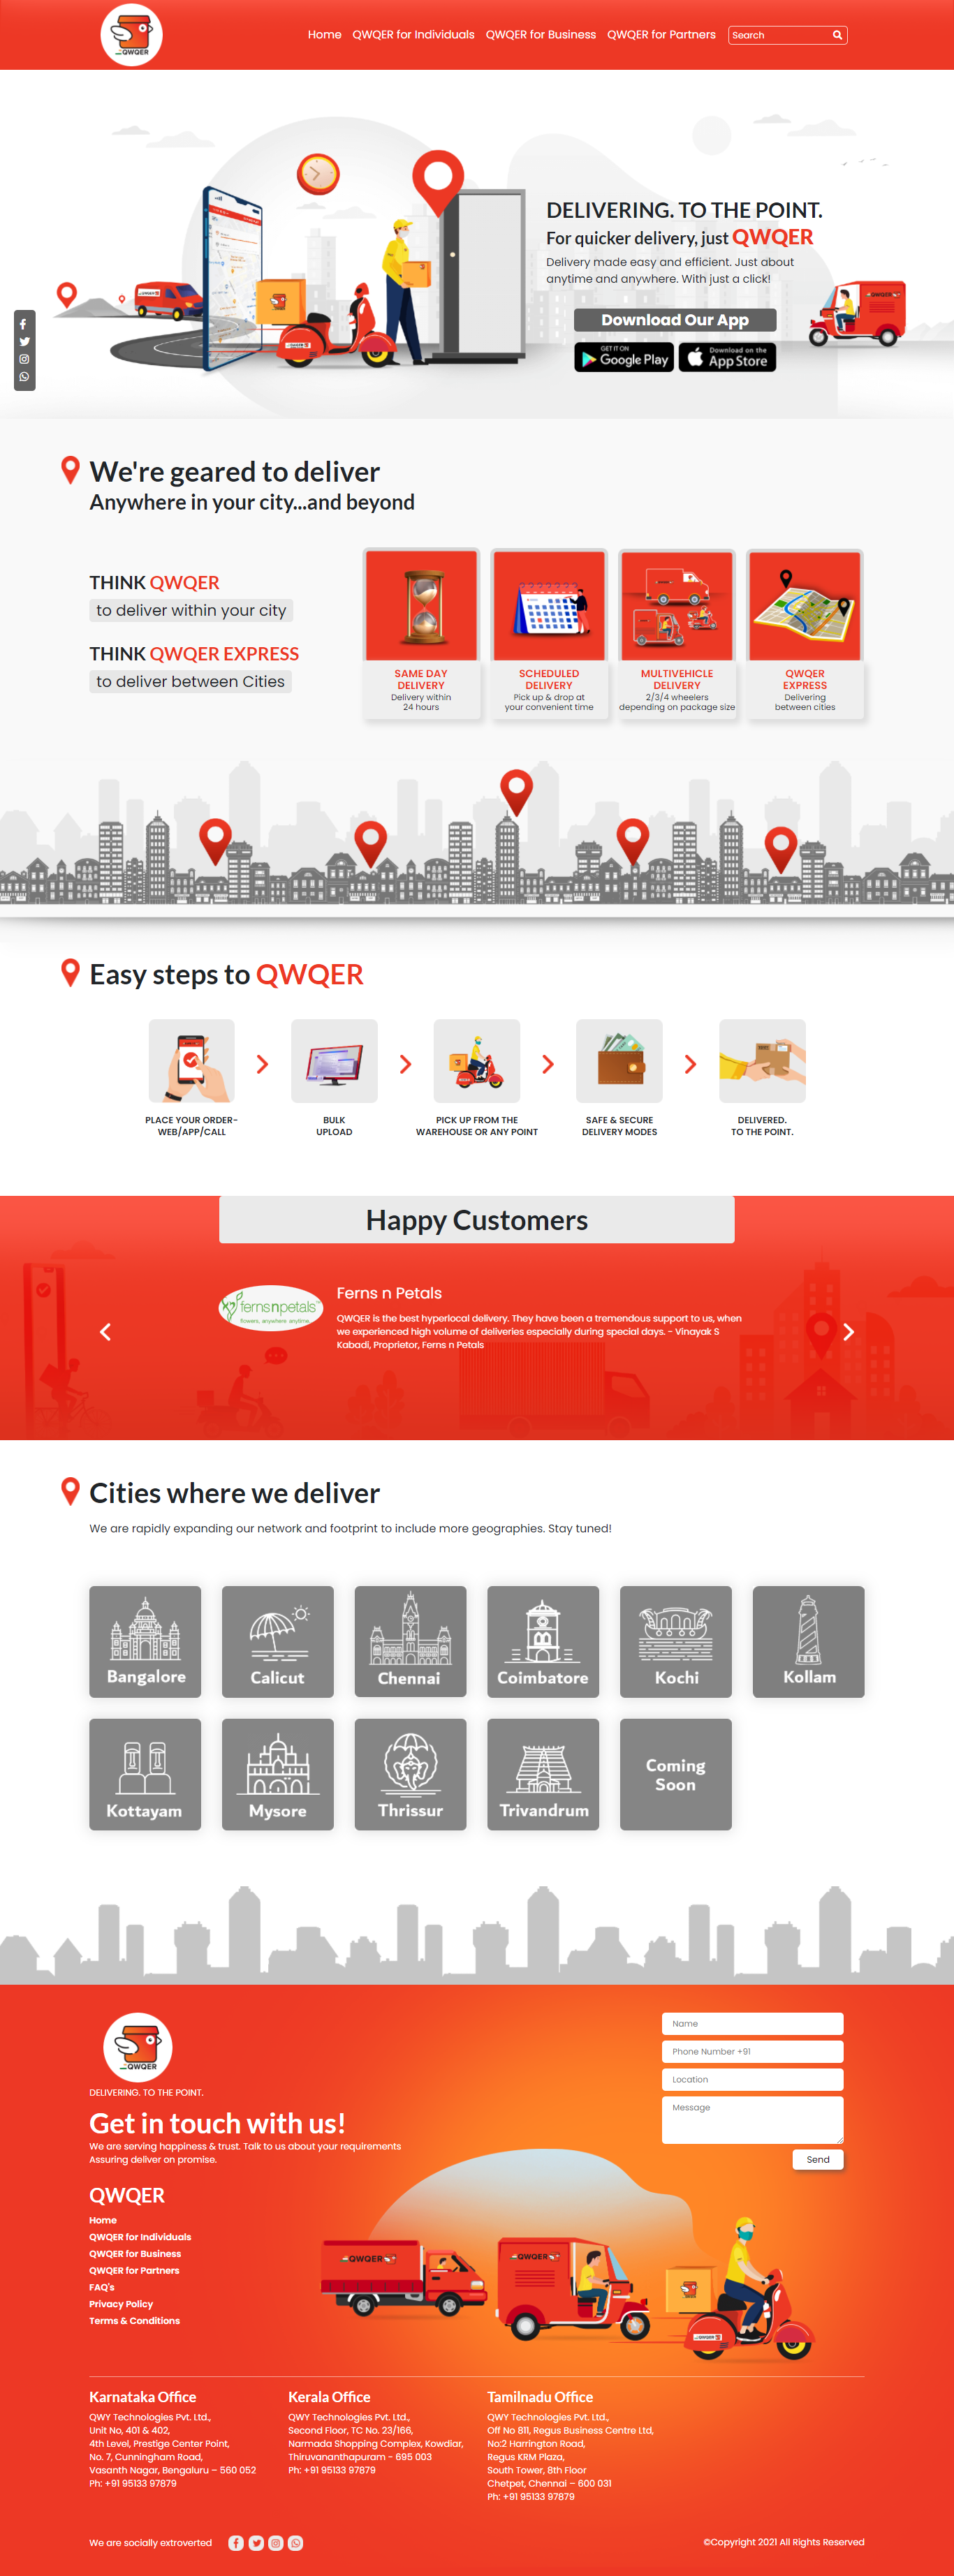 QWQER
Home QWQER for Individuals QWQER for Business QWQER for Partners Search
DELIVERING. TO THE POINT.
For quicker delivery, just QWQER
Delivery made easy and efficient. Just about
anytime and anywhere. With just a click!
Download Our App
GET IT ON
Google Play
Download on the
App Store
We're geared to deliver
Anywhere in your city...and beyond
THINK QWQER
to deliver within your city
THINK QWQER EXPRESS
to deliver between Cities
SAME DAY
DELIVERY
Delivery within
24 hours
SCHEDULED
DELIVERY
Pick up & drop at
your convenient time
MULTIVEHICLE
DELIVERY
2/3/4 wheelers
depending on package size
QWQER
EXPRESS
Delivering
between cities
Easy steps to QWQER
PLACE YOUR ORDER-
WEB/APP/CALL
BULK
UPLOAD
PICK UP FROM THE
WAREHOUSE OR ANY POINT
SAFE & SECURE
DELIVERY MODES
DELIVERED.
TO THE POINT.
Happy Customers
fernsnpetals
flowers, anywhere anytime
Ferns n Petals
QWQER is the best hyperlocal delivery. They have been a tremendous support to us, when
we experienced high volume of deliveries especially during special days. - Vinayak S
Kabadi, Proprietor, Ferns n Petals
Cities where we deliver
We are rapidly expanding our network and footprint to include more geographies. Stay tuned!
Bangalore
Calicut
Chennai
Coimbatore
Kochi
Kollam
Kottayam
Mysore
Thrissur
Trivandrum
Coming
Soon
QWQER
DELIVERING. TO THE POINT.
Get in touch with us!
We are serving happiness & trust. Talk to us about your requirements
Assuring deliver on promise.
Name
Phone Number +91
Location
Message
Send
QWQER
Home
QWQER for Individuals
QWQER for Business
QWQER for Partners
FAQ's
Privacy Policy
Terms & Conditions
QWQER
QWQER
Karnataka Office
QWY Technologies Pvt. Ltd.,
Unit No, 401 & 402,
4th Level, Prestige Center Point,
No. 7, Cunningham Road,
Vasanth Nagar, Bengaluru – 560 052
Ph: +91 95133 97879
Kerala Office
QWY Technologies Pvt. Ltd.,
Second Floor, TC No. 23/166,
Narmada Shopping Complex, Kowdiar,
Thiruvananthapuram - 695 003
Ph: +91 95133 97879
Tamilnadu Office
QWY Technologies Pvt. Ltd.,
Off No 811, Regus Business Centre Ltd,
No:2 Harrington Road,
Regus KRM Plaza,
South Tower, 8th Floor
Chetpet, Chennai – 600 031
Ph: +91 95133 97879
We are socially extroverted
©Copyright 2021 All Rights Reserved